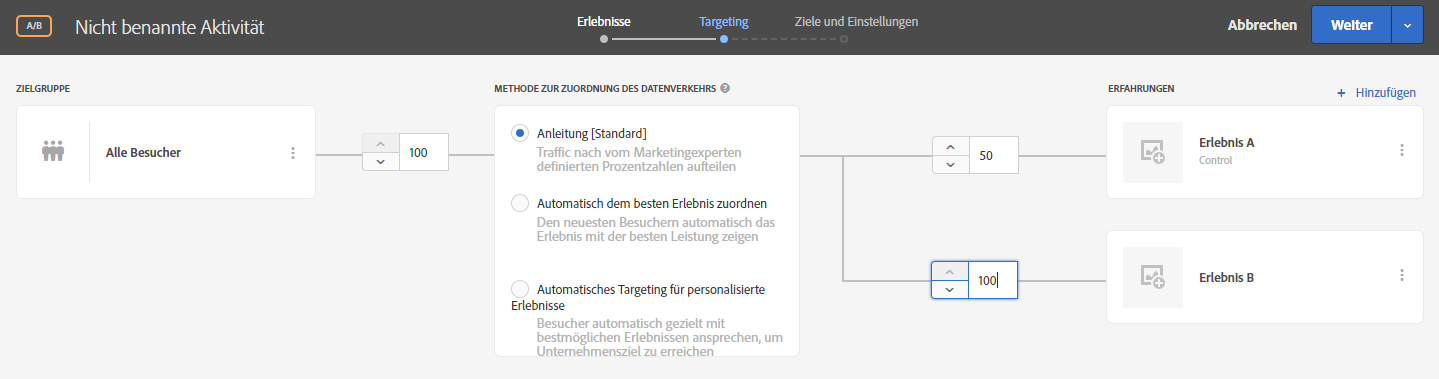 A/B
Nicht benannte Aktivität
Erlebnisse
Targeting
Ziele und Einstellungen
Abbrechen
Weiter
ZIELGRUPPE
METHODE ZUR ZUORDNUNG DES DATENVERKEHRS ?
ERFAHRUNGEN
+ Hinzufügen
Alle Besucher
100
Anleitung [Standard]
Traffic nach vom Marketingexperten
definierten Prozentzahlen aufteilen
Automatisch dem besten Erlebnis zuordnen
Den neuesten Besuchern automatisch das
Erlebnis mit der besten Leistung zeigen
Automatisches Targeting für personalisierte
Erlebnisse
Besucher automatisch gezielt mit
bestmöglichen Erlebnissen ansprechen, um
Unternehmensziel zu erreichen
50
Erlebnis A
Control
100
Erlebnis B